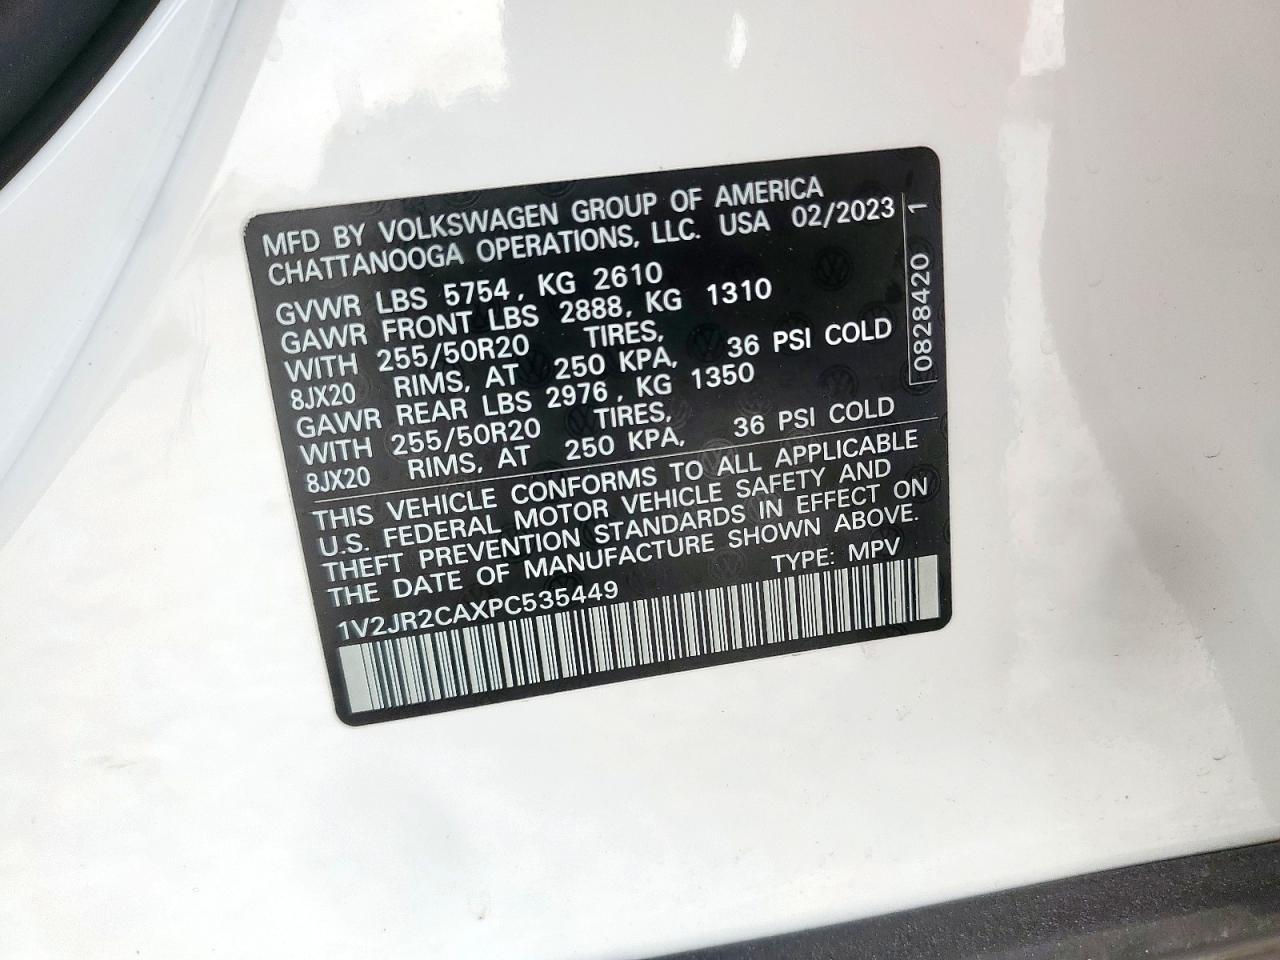 MFD BY VOLKSWAGEN GROUP OF AMERICA
CHATTANOOGA OPERATIONS, LLC. USA 02/2023
GVWR LBS 5754, KG 2610
GAWR FRONT LBS 2888, KG 1310
WITH 255/50R20 TIRES,
8JX20 RIMS, AT 250 KPA, 36 PSI COLD
GAWR REAR LBS 2976, KG 1350
WITH 255/50R20 TIRES,
8JX20 RIMS, AT 250 KPA, 36 PSI COLD
THIS VEHICLE CONFORMS TO ALL APPLICABLE
U.S. FEDERAL MOTOR VEHICLE SAFETY AND
THEFT PREVENTION STANDARDS IN EFFECT ON
THE DATE OF MANUFACTURE SHOWN ABOVE.
1V2JR2CAXPC535449 TYPE: MPV
0828420 1